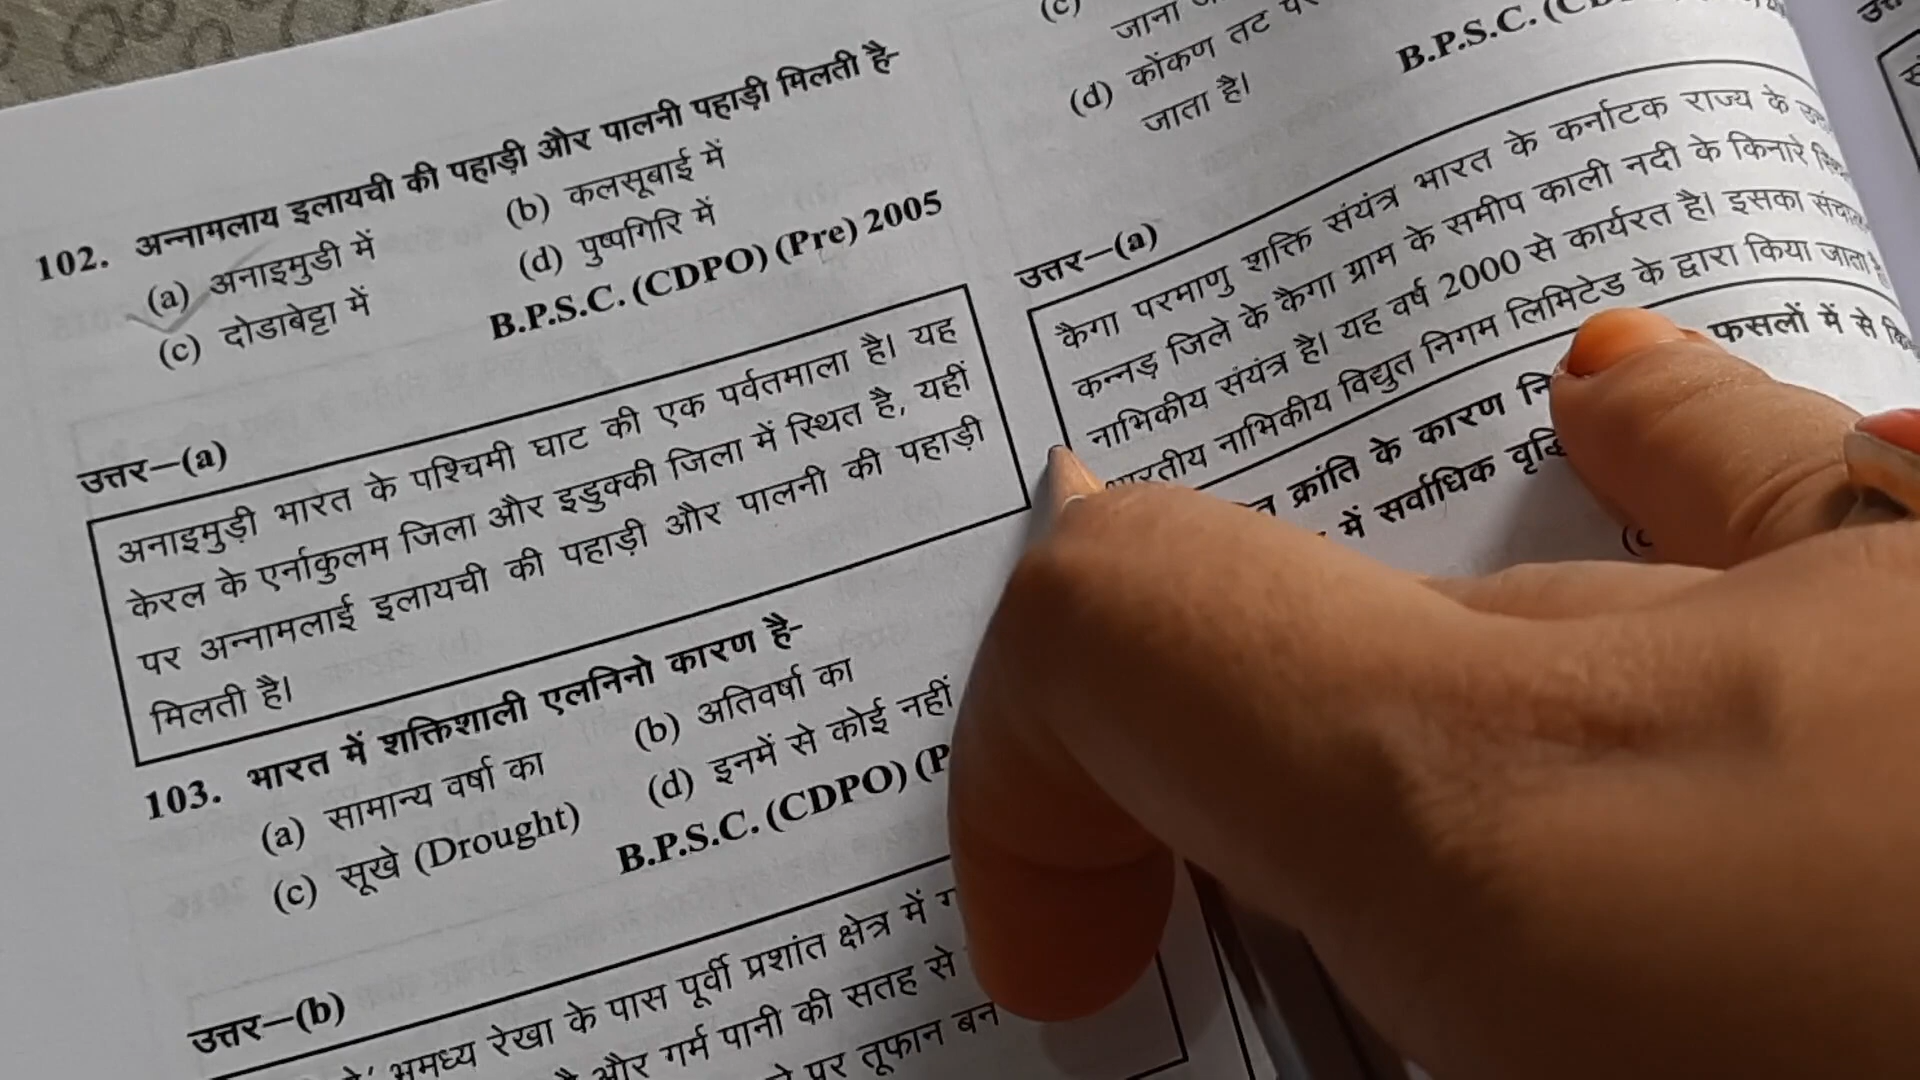 102. अन्नामलाय इलायची की पहाड़ी और पालनी पहाड़ी मिलती है-
(a) अनाइमुडी में (b) कलसूबाई में
(c) दोडाबेट्टा में (d) पुष्पगिरि में
B.P.S.C. (CDPO) (Pre) 2005
उत्तर—(a)
अनाइमुड़ी भारत के पश्चिमी घाट की एक पर्वतमाला है। यह
केरल के एर्नाकुलम जिला और इडुक्की जिला में स्थित है, यहीं
पर अन्नामलाई इलायची की पहाड़ी और पालनी की पहाड़ी
मिलती है।
103. भारत में शक्तिशाली एलनिनो कारण है-
(a) सामान्य वर्षा का (b) अतिवर्षा का
(c) सूखे (Drought) (d) इनमें से कोई नहीं
B.P.S.C. (CDPO)
उत्तर—(b)
भूमध्य रेखा के पास पूर्वी प्रशांत क्षेत्र में
और गर्म पानी की सतह से
पर तूफान बन
(c)
जाना
(d) कोंकण तट
जाता है।
B.P.S.C.
उत्तर—(a)
कैगा परमाणु शक्ति संयंत्र भारत के कर्नाटक राज्य के
कन्नड़ जिले के कैगा ग्राम के समीप काली नदी के किनारे
नाभिकीय संयंत्र है। यह वर्ष 2000 से कार्यरत है। इसका
भारतीय नाभिकीय विद्युत निगम लिमिटेड के द्वारा किया जाता
क्रांति के कारण फसलों में से
में सर्वाधिक वृद्धि